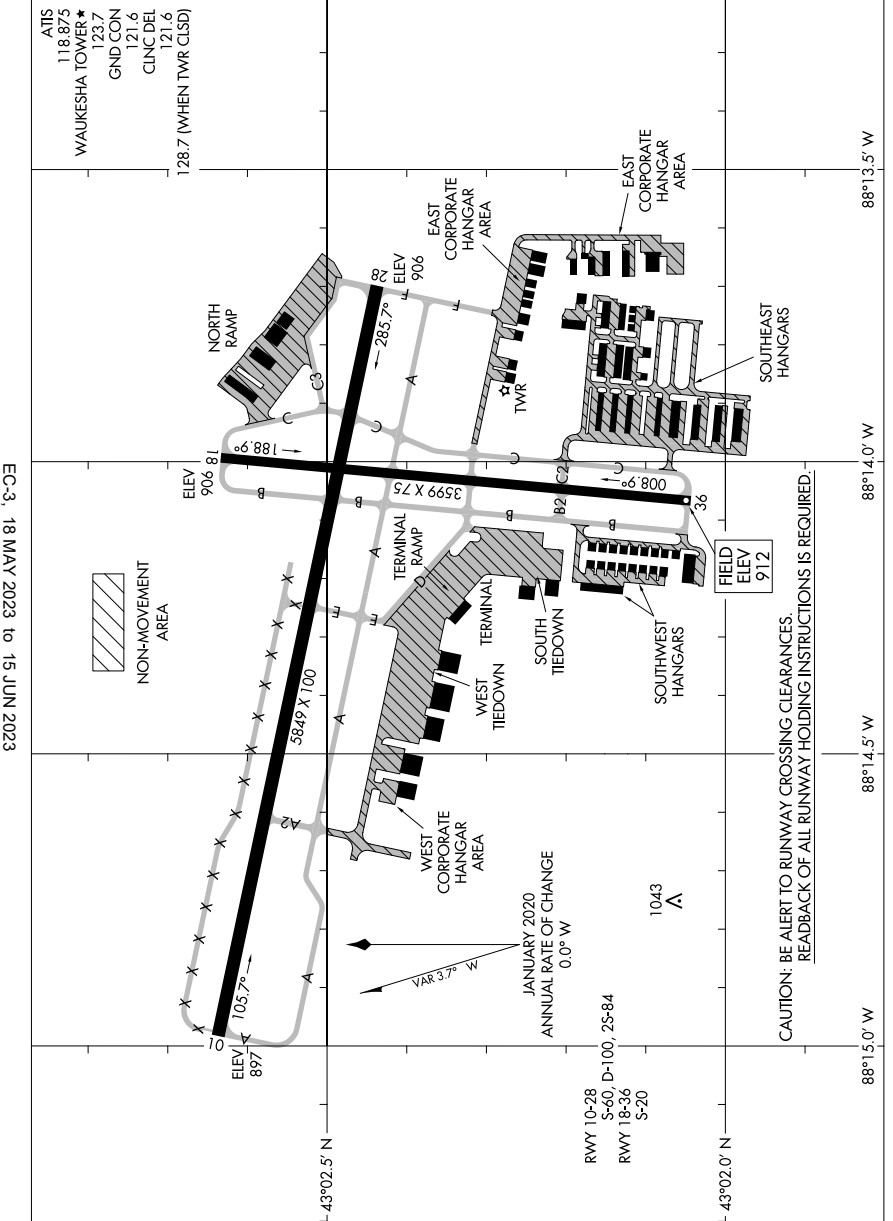 ATIS
118.875
WAUKESHA TOWER★
123.7
GND CON
121.6
CLNC DEL
121.6
128.7 (WHEN TWR CLSD)
88°13.5' W
EAST
CORPORATE
HANGAR
AREA
EAST
CORPORATE
HANGAR
AREA
ELEV
906
28
285.7°
NORTH
RAMP
F
F
A
C3
C
C
TWR
SOUTHEAST
HANGARS
88°14.0' W
ELEV
906
18
188.9°
3599 X 75
008.9°
36
C
C2
C
B
B
B
B2
B
FIELD
ELEV
912
NON-MOVEMENT
AREA
TERMINAL
RAMP
D
A
E
E
TERMINAL
SOUTH
TIEDOWN
SOUTHWEST
HANGARS
WEST
TIEDOWN
X X X X X X X X X X X X X X
5849 X 100
A
A2
88°14.5' W
WEST
CORPORATE
HANGAR
AREA
JANUARY 2020
ANNUAL RATE OF CHANGE
0.0° W
VAR 3.7° W
1043
A
105.7°
10
A
ELEV
897
CAUTION: BE ALERT TO RUNWAY CROSSING CLEARANCES.
READBACK OF ALL RUNWAY HOLDING INSTRUCTIONS IS REQUIRED.
88°15.0' W
RWY 10-28
S-60, D-100, 2S-84
RWY 18-36
S-20
43°02.5' N
43°02.0' N
EC-3, 18 MAY 2023 to 15 JUN 2023